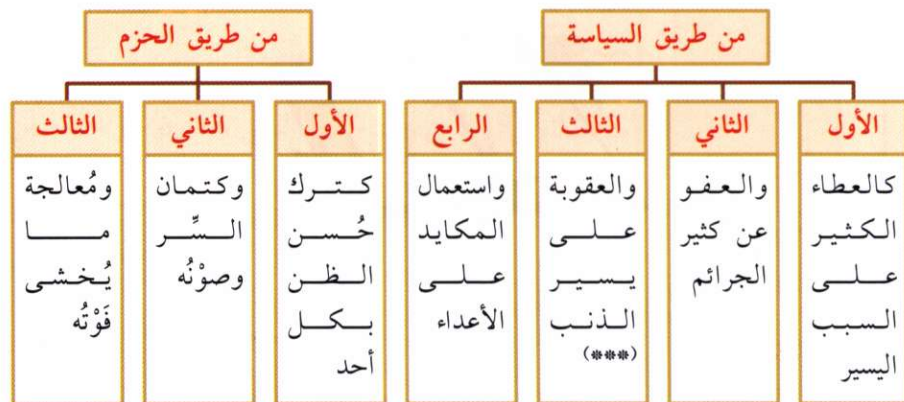 من طريق السياسة
الأول
كالعطاء
الكثير
على
السبب
اليسير
الثاني
والعفو
عن كثير
الجرائم
الثالث
والعقوبة
على
يسير
الذنب
(***)
الرابع
واستعمال
المكايد
على
الأعداء
من طريق الحزم
الأول
كترك
حُسن
الظن
بكل
أحد
الثاني
وكتمان
السِّر
وصوْنُه
الثالث
ومُعالجة
ما
يُخشى
فَوْتُه